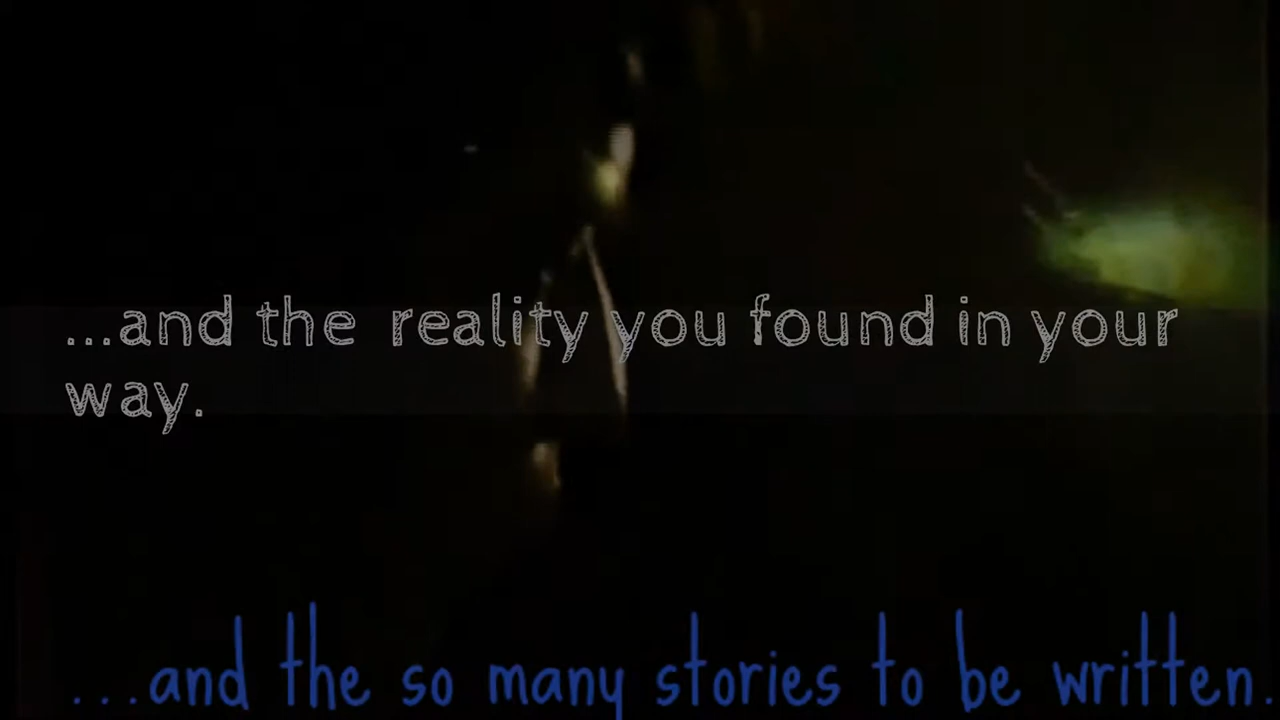 ...and the reality you found in your
way.
...and the so many stories to be written.